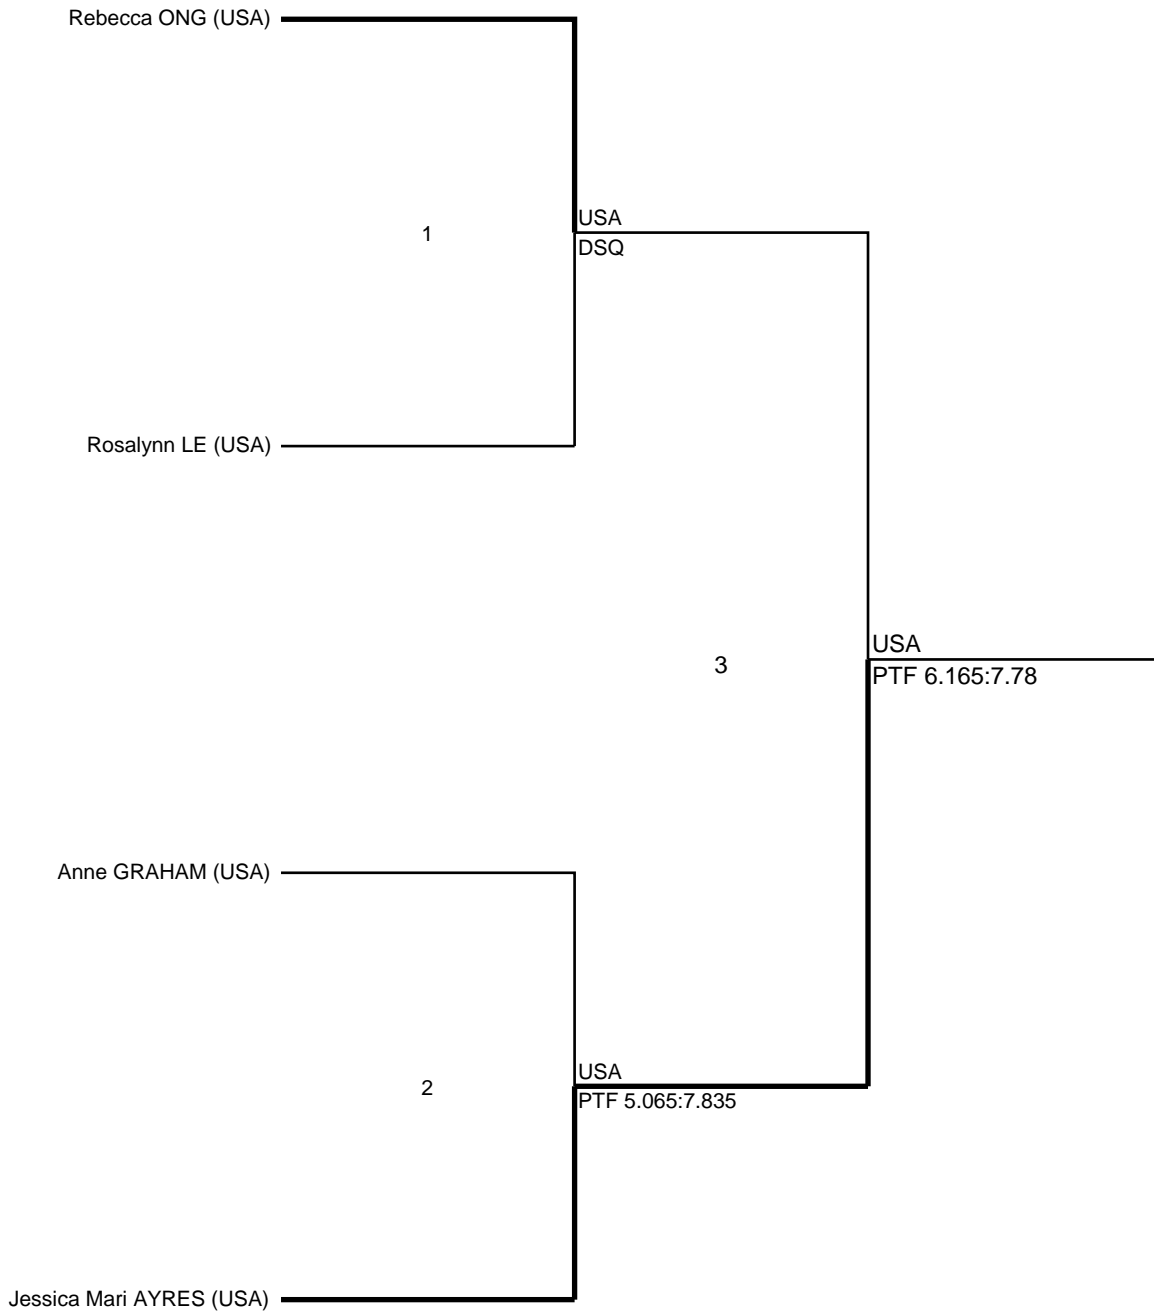 Rebecca ONG (USA)
USA
1
DSQ
Rosalynn LE (USA)
USA
3
PTF 6.165:7.78
Anne GRAHAM (USA)
USA
2
PTF 5.065:7.835
Jessica Mari AYRES (USA)